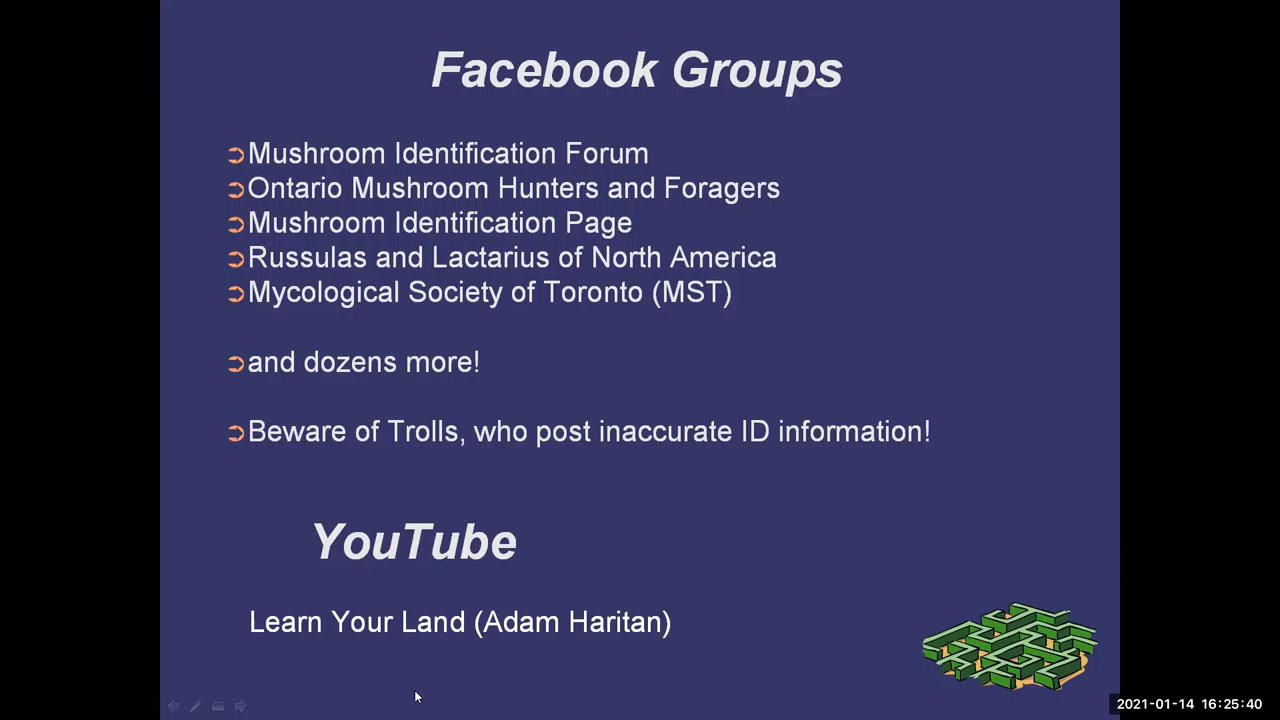 Facebook Groups
Mushroom Identification Forum
Ontario Mushroom Hunters and Foragers
Mushroom Identification Page
Russulas and Lactarius of North America
Mycological Society of Toronto (MST)
and dozens more!
Beware of Trolls, who post inaccurate ID information!
YouTube
Learn Your Land (Adam Haritan)
2021-01-14 16:25:40